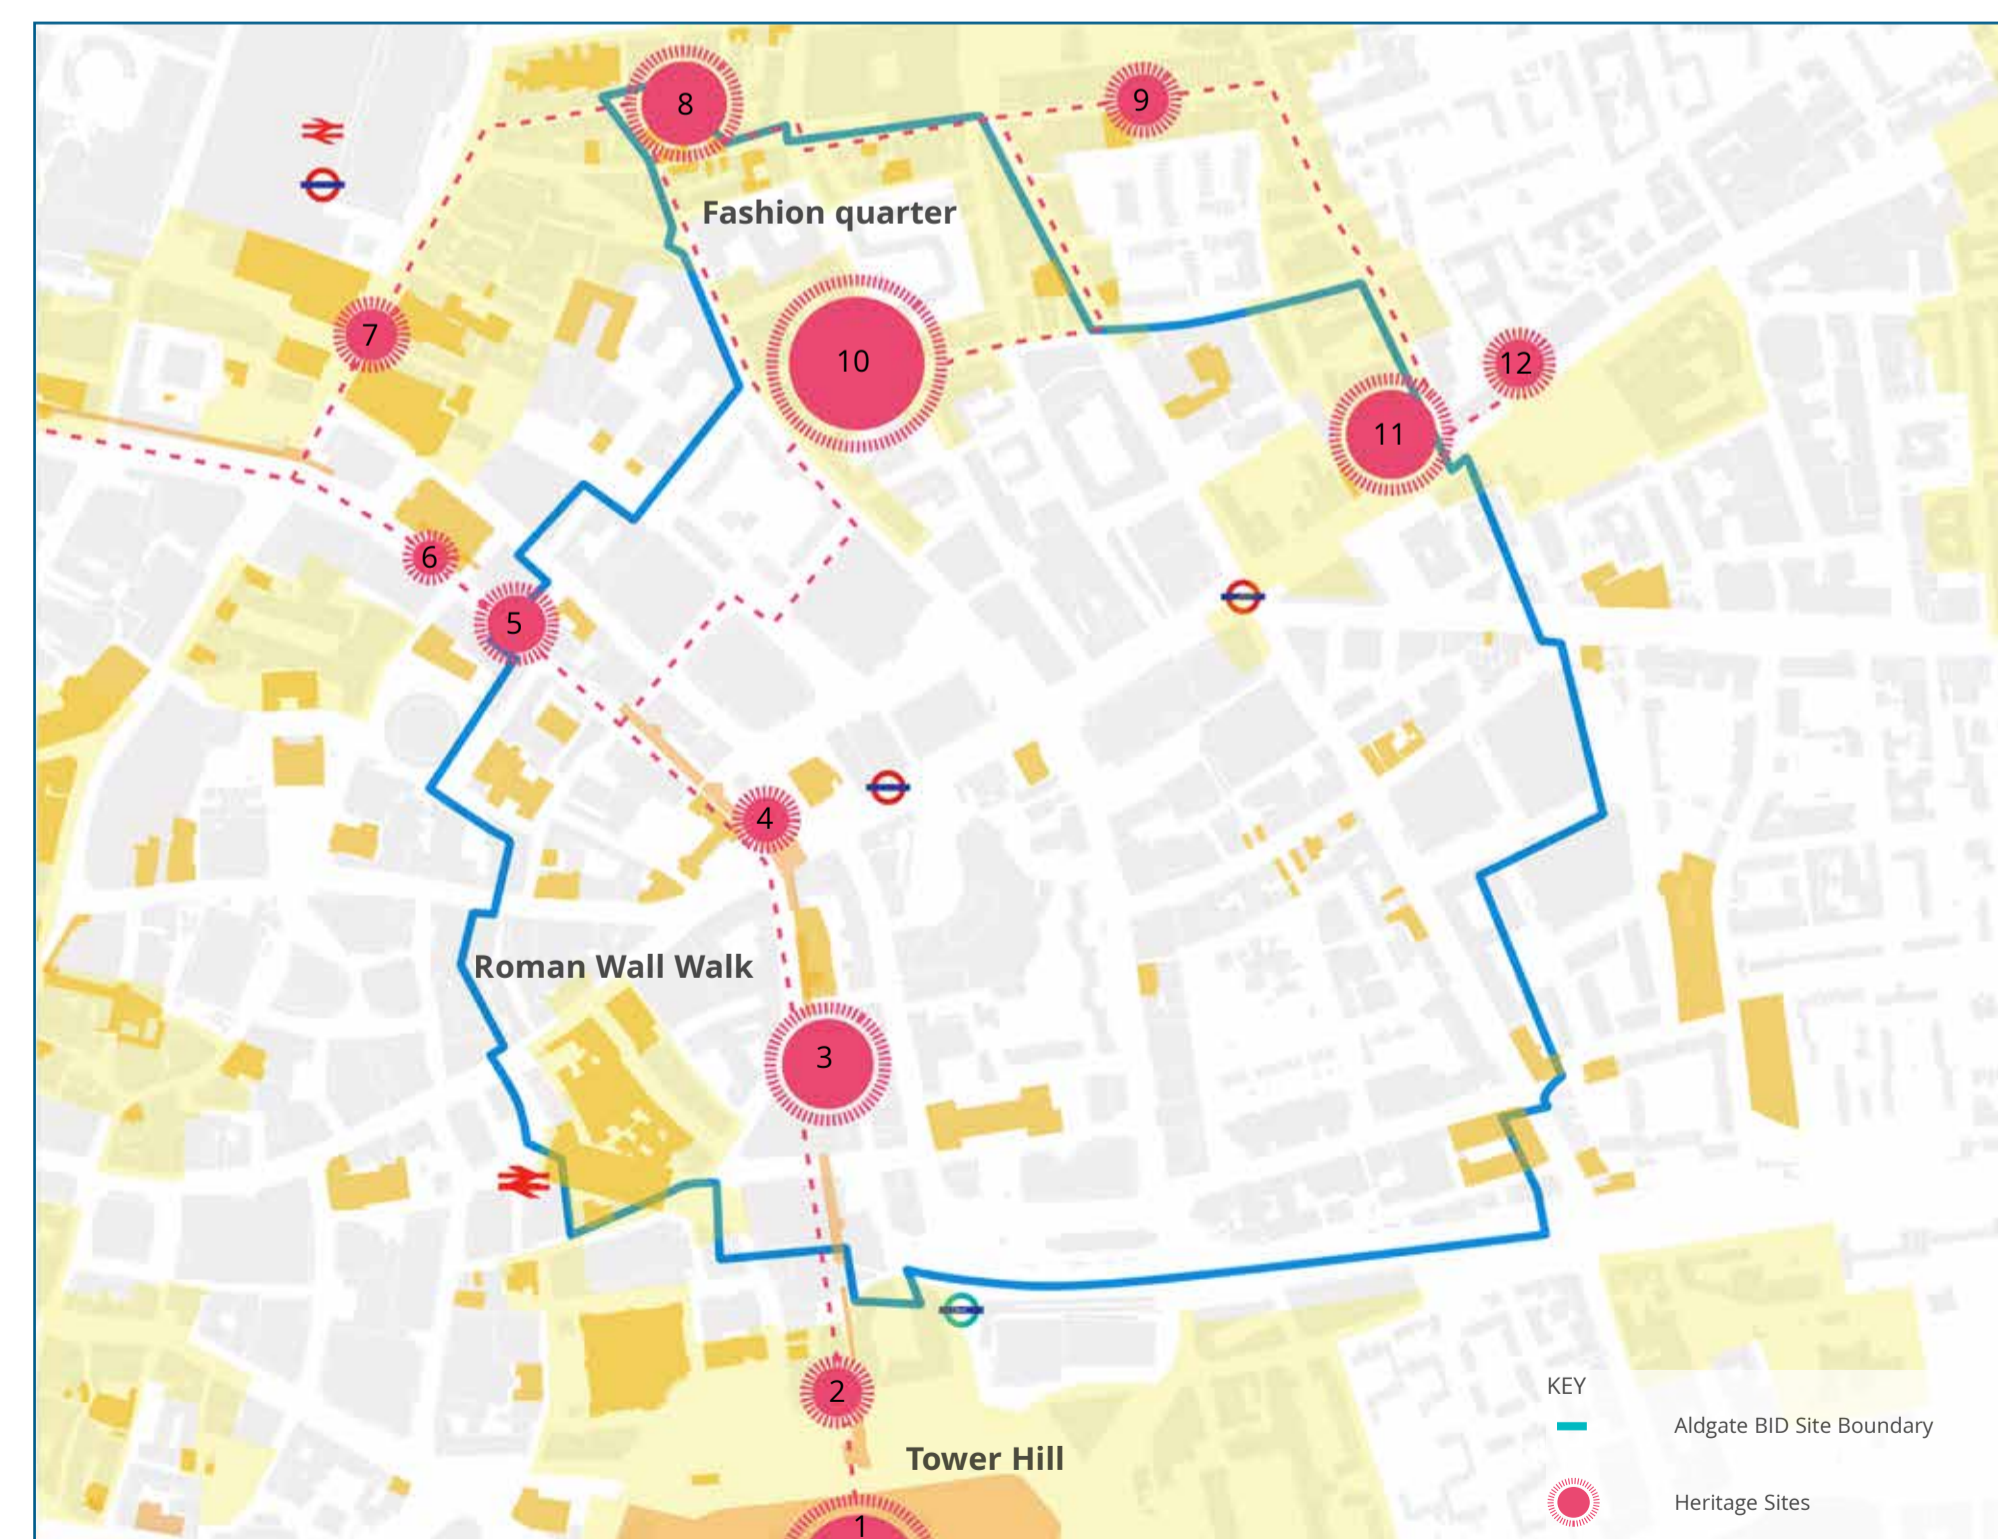 8
9
Fashion quarter
7
10
12
11
6
5
4
Roman Wall Walk
3
2
KEY
Aldgate BID Site Boundary
Tower Hill
Heritage Sites
1